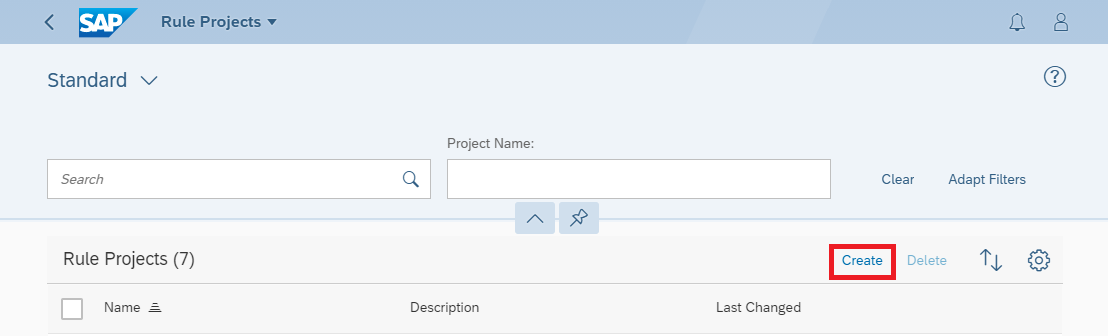 SAP Rule Projects
Standard
Project Name:
Search Clear Adapt Filters
Rule Projects (7) Create Delete
Name Description Last Changed